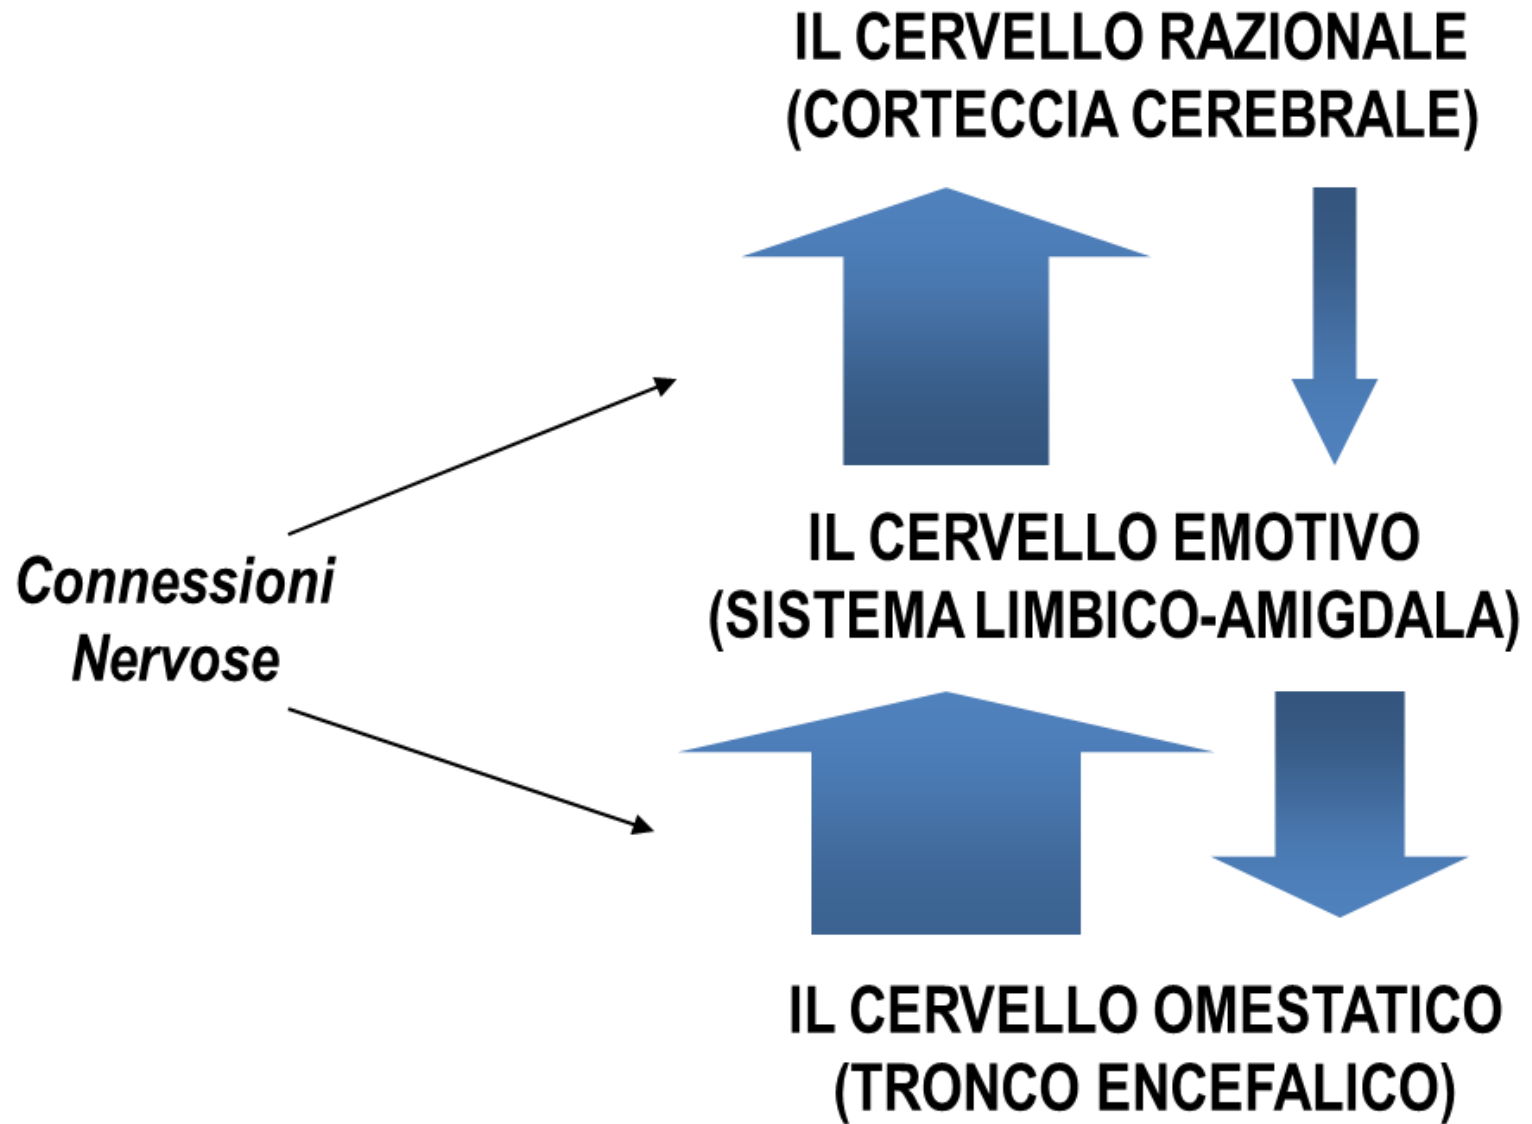 IL CERVELLO RAZIONALE
(CORTECCIA CEREBRALE)
Connessioni
Nervose
IL CERVELLO EMOTIVO
(SISTEMA LIMBICO-AMIGDALA)
IL CERVELLO OMESTATICO
(TRONCO ENCEFALICO)